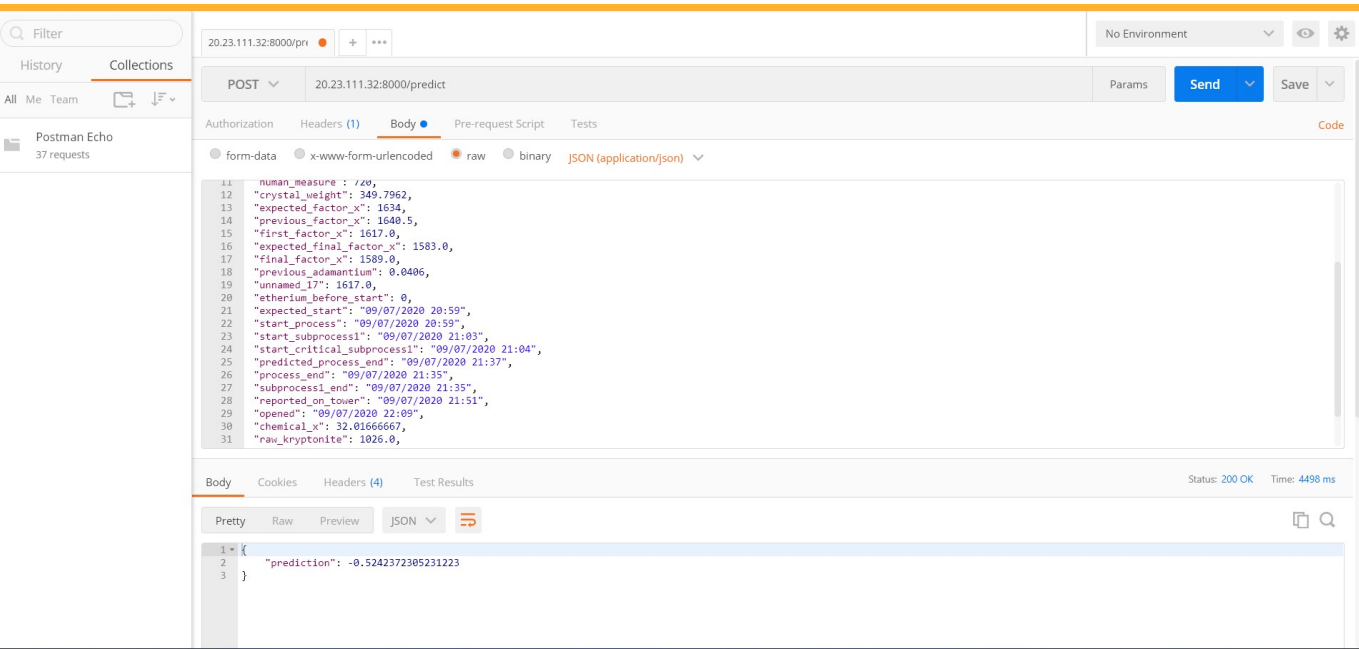 Filter
History Collections
All Me Team
Postman Echo
37 requests
20.23.111.32:8000/pre
+ •••
No Environment
POST 20.23.111.32:8000/predict Params Send Save
Authorization Headers (1) Body Pre-request Script Tests Code
form-data x-www-form-urlencoded raw binary JSON (application/json)
11 "human_measure": 720,
12 "crystal_weight": 349.7962,
13 "expected_factor_x": 1634,
14 "previous_factor_x": 1640.5,
15 "first_factor_x": 1617.0,
16 "expected_final_factor_x": 1583.0,
17 "final_factor_x": 1589.0,
18 "previous_adamantium": 0.0406,
19 "unnamed_17": 1617.0,
20 "etherium_before_start": 0,
21 "expected_start": "09/07/2020 20:59",
22 "start_process": "09/07/2020 20:59",
23 "start_subprocess1": "09/07/2020 21:03",
24 "start_critical_subprocess1": "09/07/2020 21:04",
25 "predicted_process_end": "09/07/2020 21:37",
26 "process_end": "09/07/2020 21:35",
27 "subprocess1_end": "09/07/2020 21:35",
28 "reported_on_tower": "09/07/2020 21:51",
29 "opened": "09/07/2020 22:09",
30 "chemical_x": 32.01666667,
31 "raw_kryptonite": 1026.0,
Body Cookies Headers (4) Test Results Status: 200 OK Time: 4498 ms
Pretty Raw Preview JSON
1 {
2 "prediction": -0.5242372305231223
3 }